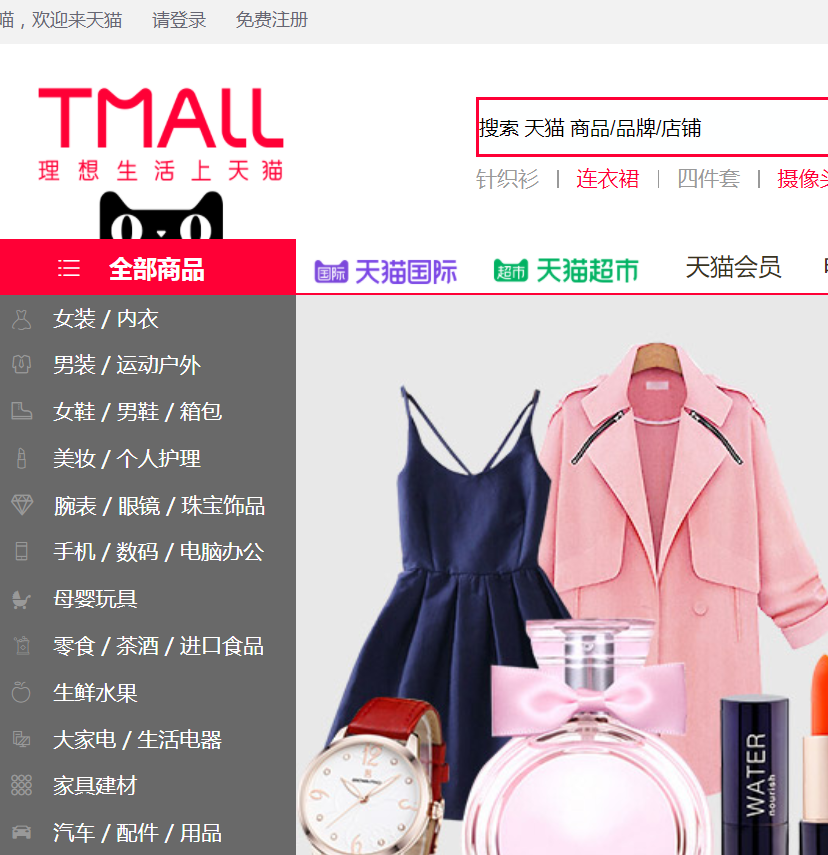 喵，欢迎来天猫 请登录 免费注册
TMALL
理想生活上天猫
搜索 天猫 商品/品牌/店铺
针织衫 | 连衣裙 | 四件套 | 摄像头
全部商品
国际 天猫国际 超市 天猫超市 天猫会员
女装 / 内衣
男装 / 运动户外
女鞋 / 男鞋 / 箱包
美妆 / 个人护理
腕表 / 眼镜 / 珠宝饰品
手机 / 数码 / 电脑办公
母婴玩具
零食 / 茶酒 / 进口食品
生鲜水果
大家电 / 生活电器
家具建材
汽车 / 配件 / 用品
WATER
nourish